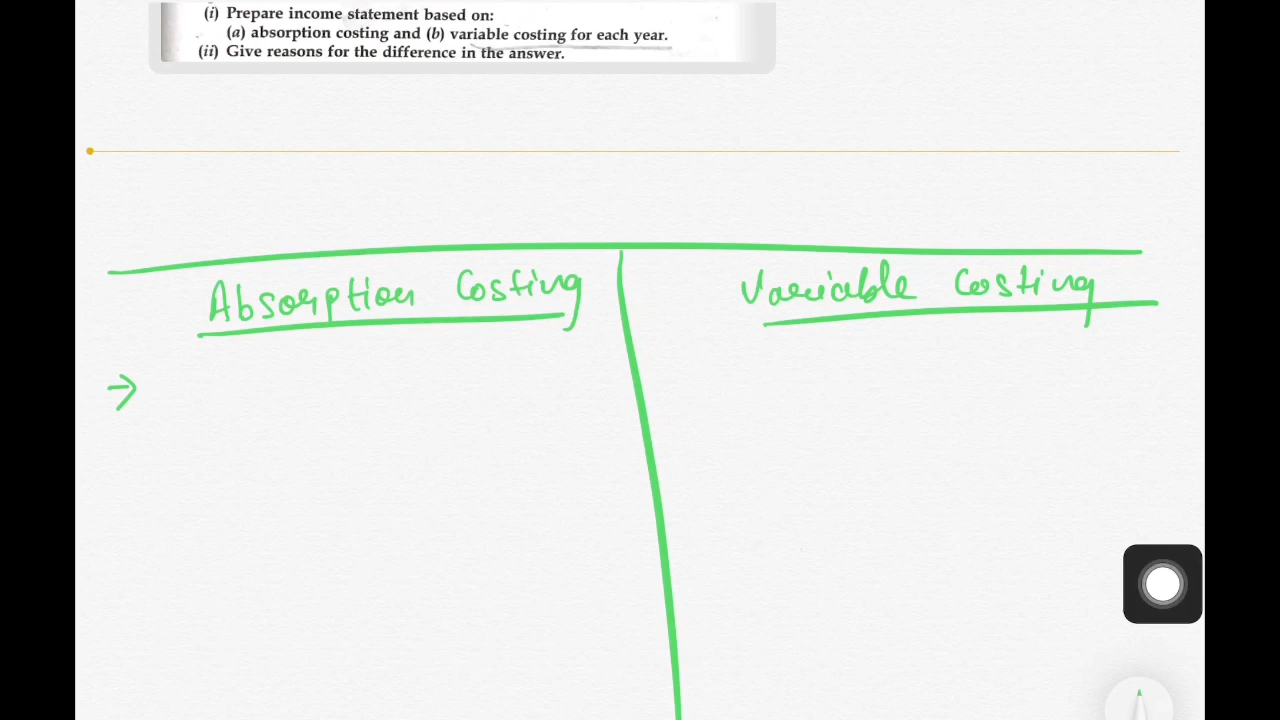 (i) Prepare income statement based on:
(a) absorption costing and (b) variable costing for each year.
(ii) Give reasons for the difference in the answer.
Absorption Costing
Variable Costing
→